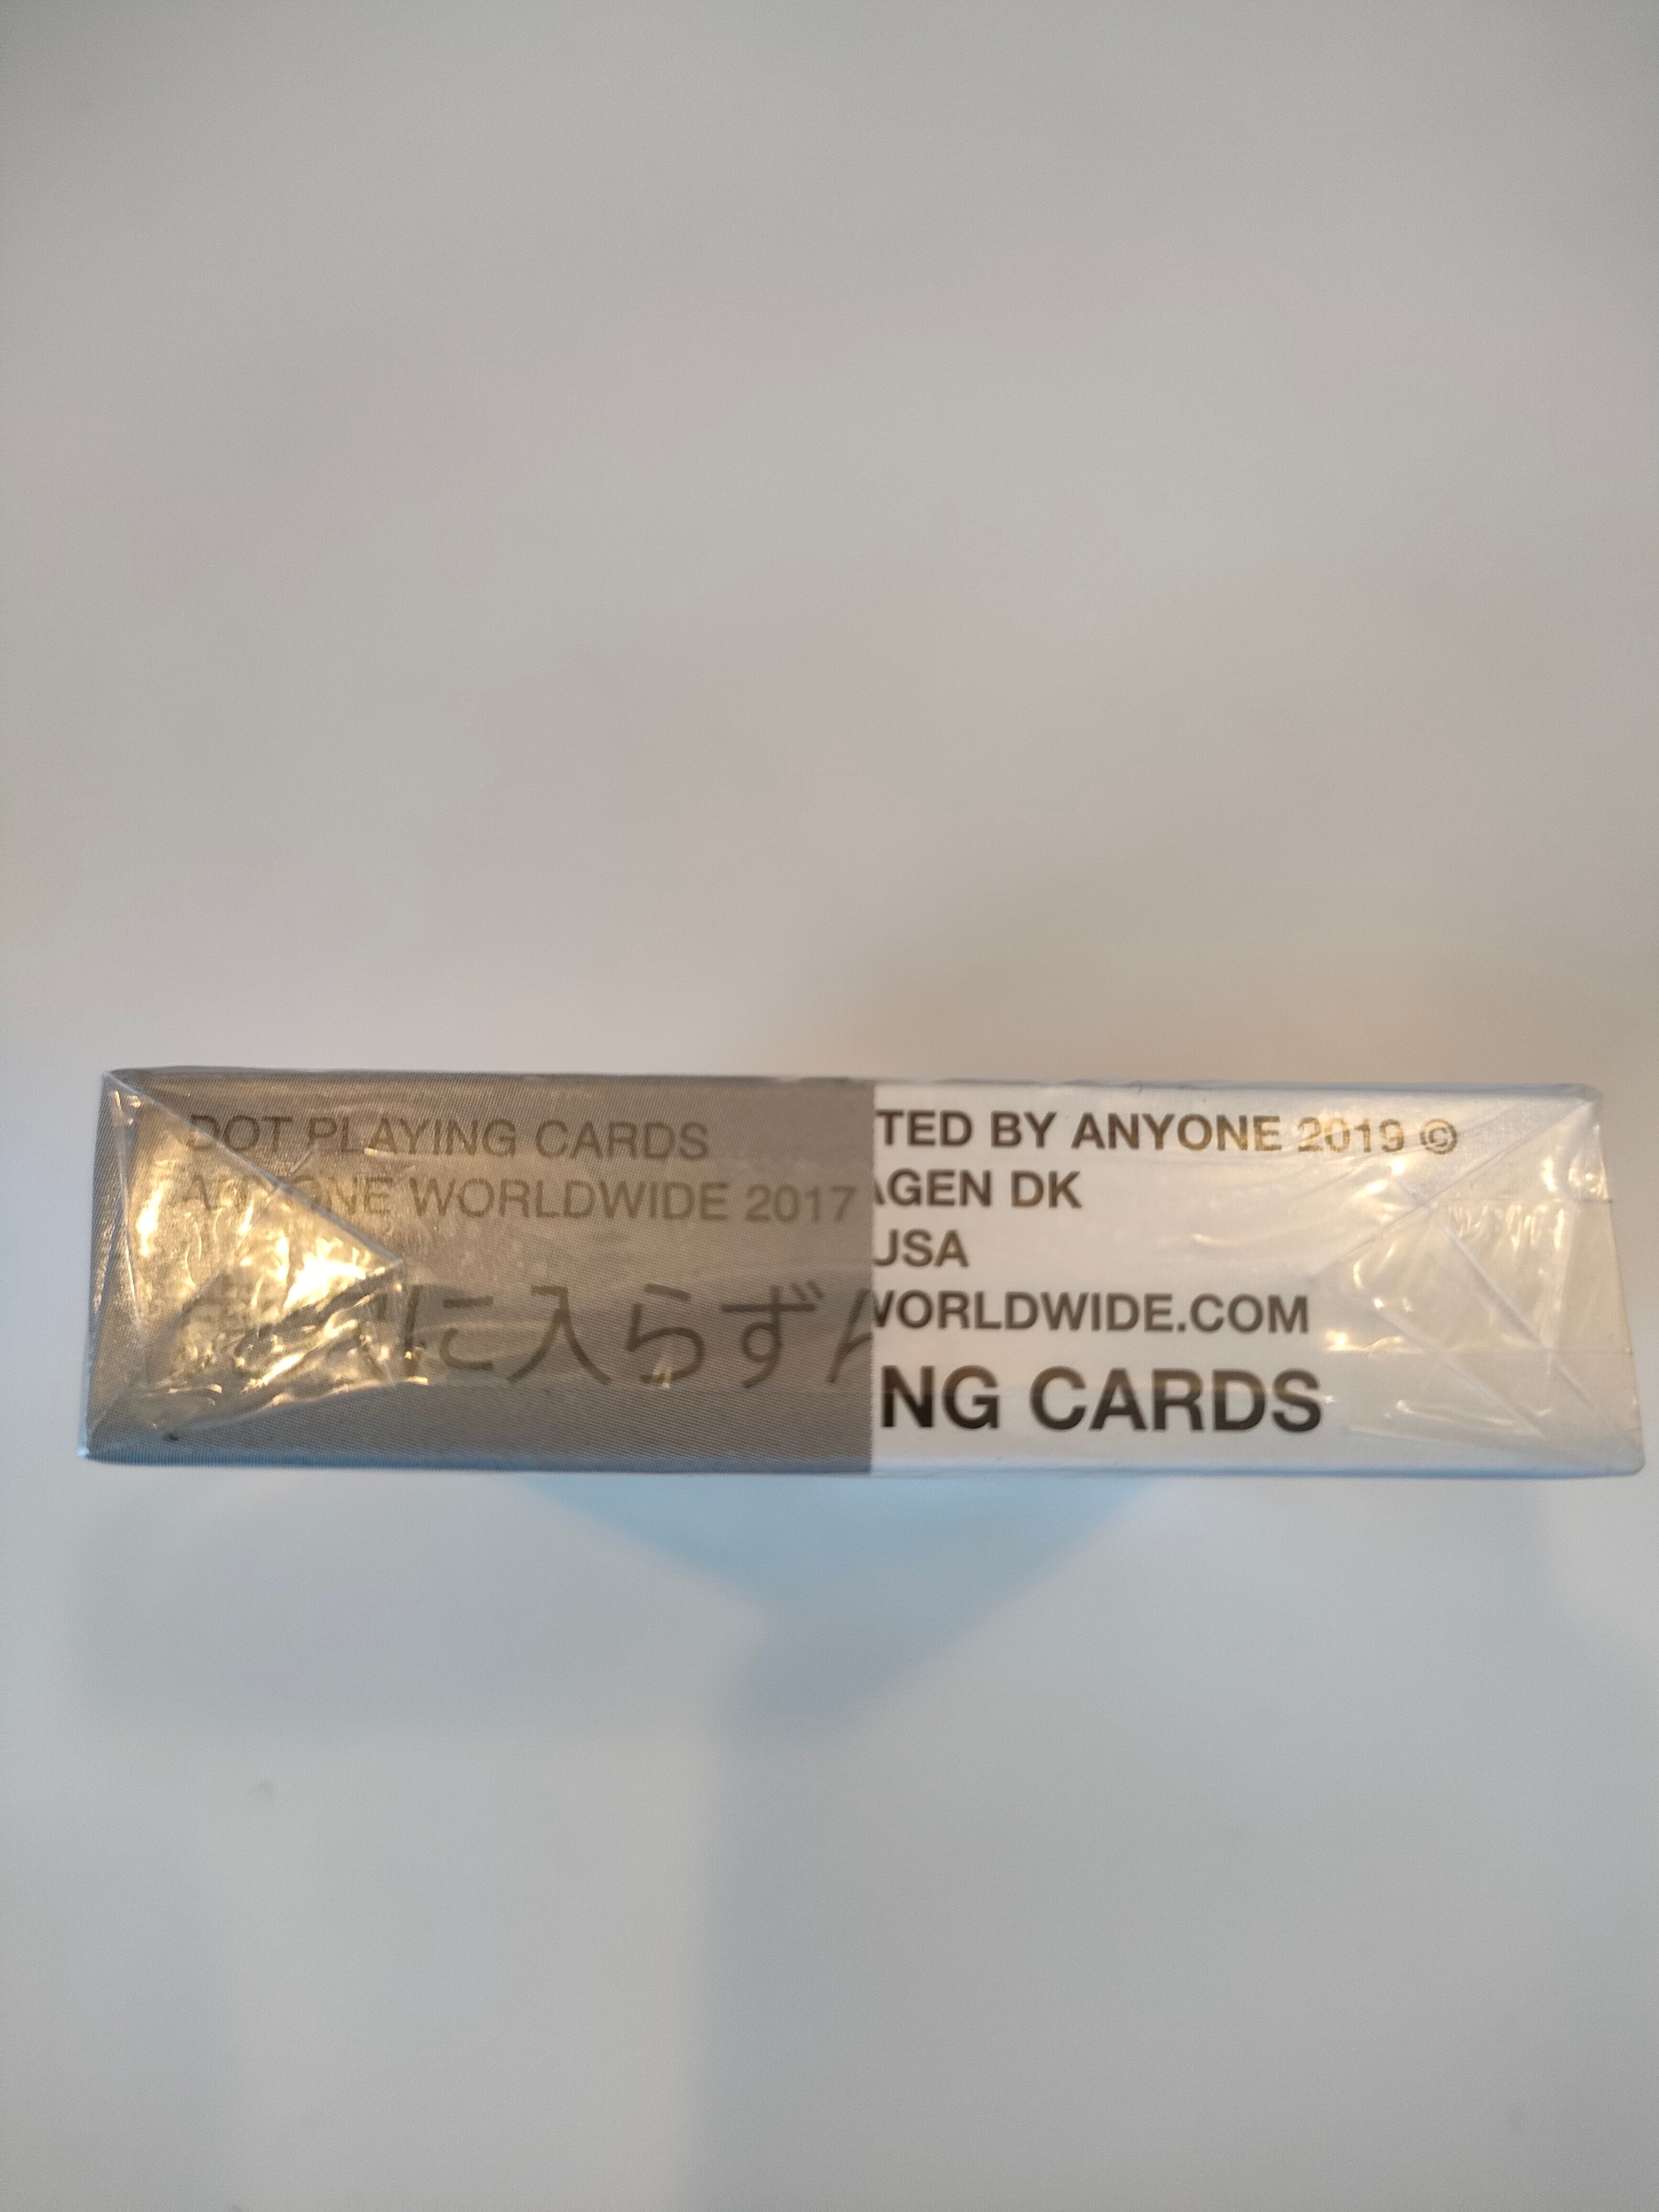 DOT PLAYING CARDS
ANYONE WORLDWIDE 2017
に入らずん
TED BY ANYONE 2019 ©
AGEN DK
USA
WORLDWIDE.COM
NG CARDS